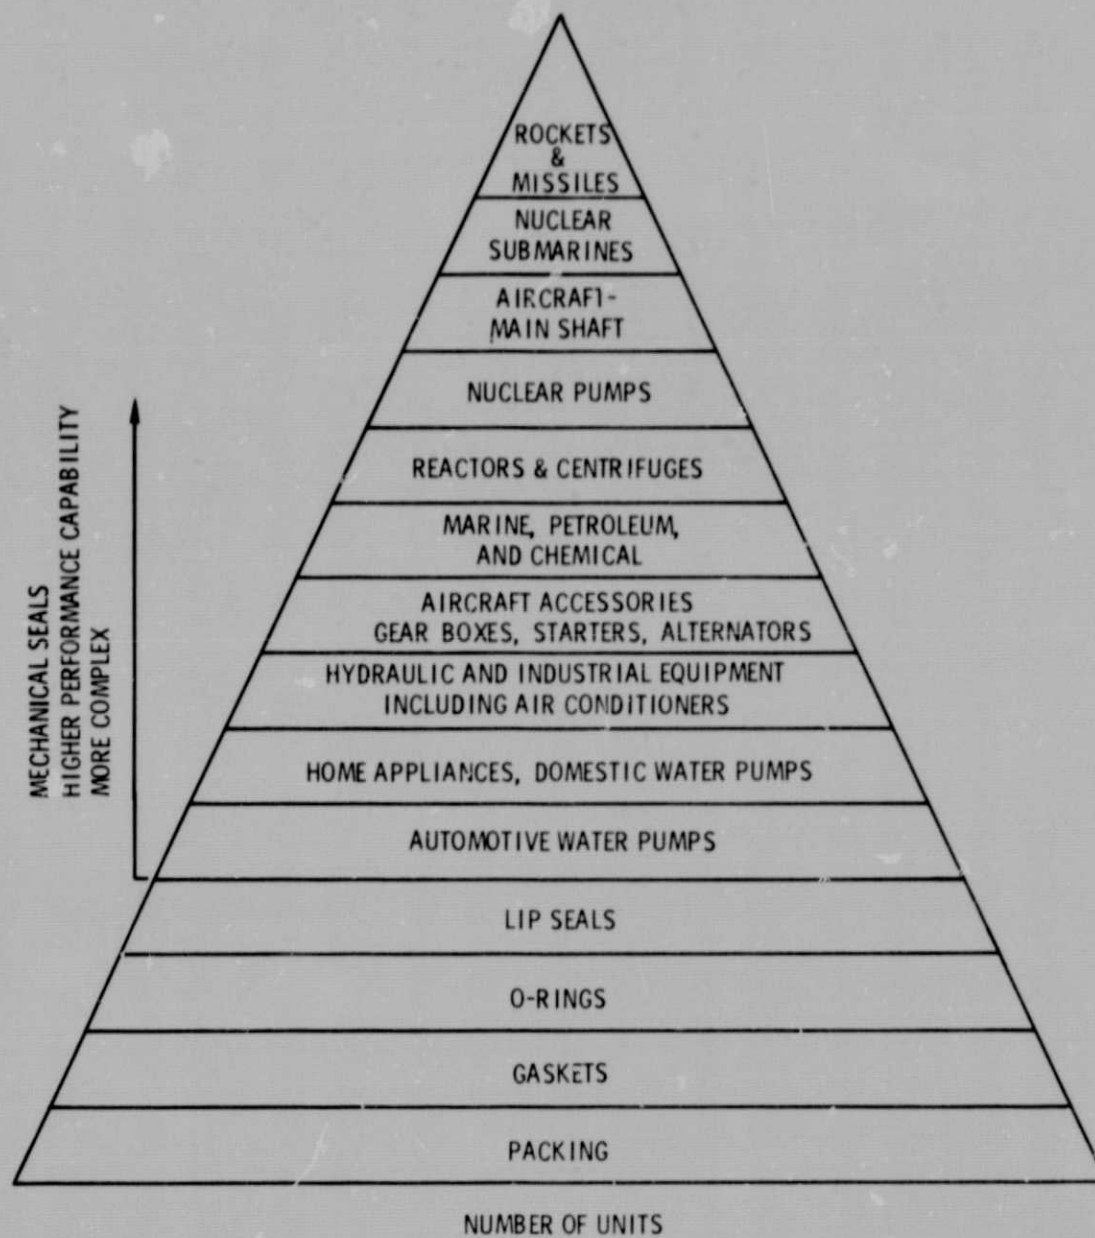 ROCKETS
&
MISSILES
NUCLEAR
SUBMARINES
AIRCRAFT-
MAIN SHAFT
NUCLEAR PUMPS
REACTORS & CENTRIFUGES
MARINE, PETROLEUM,
AND CHEMICAL
AIRCRAFT ACCESSORIES
GEAR BOXES, STARTERS, ALTERNATORS
HYDRAULIC AND INDUSTRIAL EQUIPMENT
INCLUDING AIR CONDITIONERS
HOME APPLIANCES, DOMESTIC WATER PUMPS
AUTOMOTIVE WATER PUMPS
LIP SEALS
O-RINGS
GASKETS
PACKING
NUMBER OF UNITS
MECHANICAL SEALS
HIGHER PERFORMANCE CAPABILITY
MORE COMPLEX